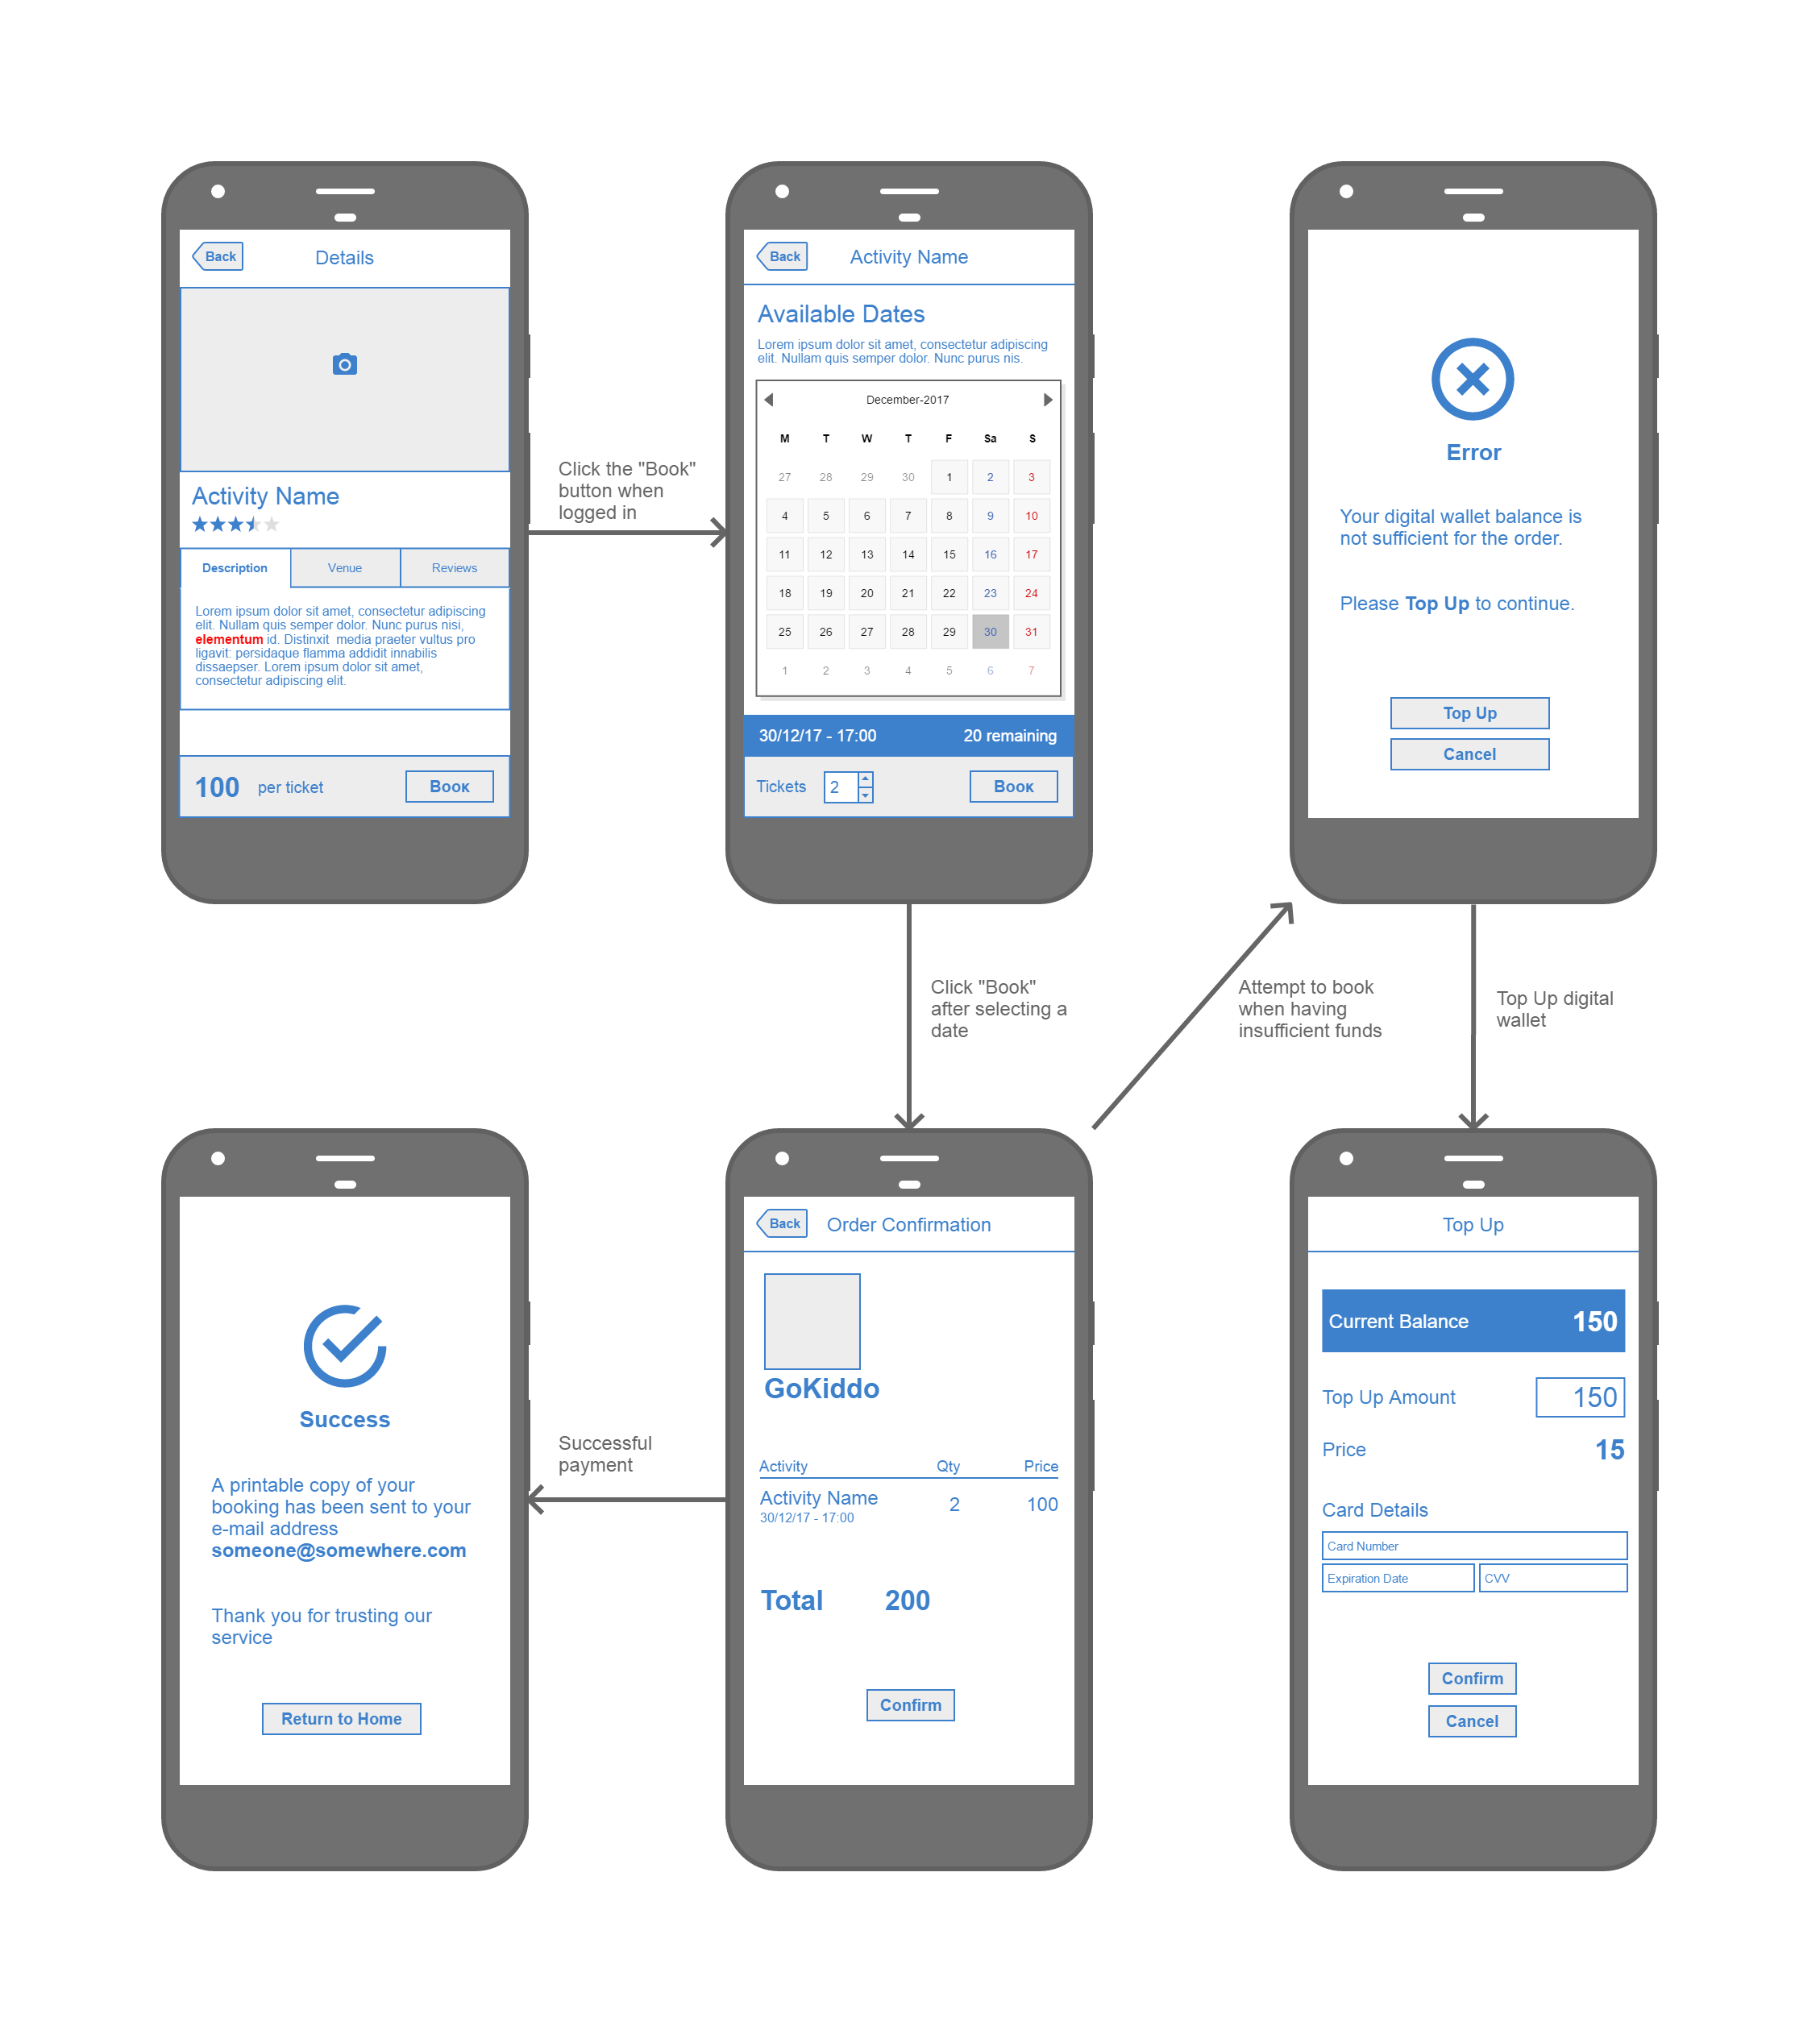 Back
Details
Activity Name
Description
Venue
Reviews
Lorem ipsum dolor sit amet, consectetur adipiscing
elit. Nullam quis semper dolor. Nunc purus nisi,
elementum id. Distinxit media praeter vultus pro
ligavit: persidaque flamma addidit innabilis
dissaepser. Lorem ipsum dolor sit amet,
consectetur adipiscing elit.
100 per ticket
Book
Click the "Book"
button when
logged in
Back
Activity Name
Available Dates
Lorem ipsum dolor sit amet, consectetur adipiscing
elit. Nullam quis semper dolor. Nunc purus nis.
December-2017
M T W T F Sa S
27 28 29 30 1 2 3
4 5 6 7 8 9 10
11 12 13 14 15 16 17
18 19 20 21 22 23 24
25 26 27 28 29 30 31
1 2 3 4 5 6 7
30/12/17 - 17:00 20 remaining
Tickets 2
Book
Error
Your digital wallet balance is
not sufficient for the order.
Please Top Up to continue.
Top Up
Cancel
Click "Book"
after selecting a
date
Attempt to book
when having
insufficient funds
Top Up digital
wallet
Success
A printable copy of your
booking has been sent to your
e-mail address
someone@somewhere.com
Thank you for trusting our
service
Return to Home
Successful
payment
Back
Order Confirmation
GoKiddo
Activity Qty Price
Activity Name 2 100
30/12/17 - 17:00
Total 200
Confirm
Top Up
Current Balance 150
Top Up Amount 150
Price 15
Card Details
Card Number
Expiration Date
CVV
Confirm
Cancel